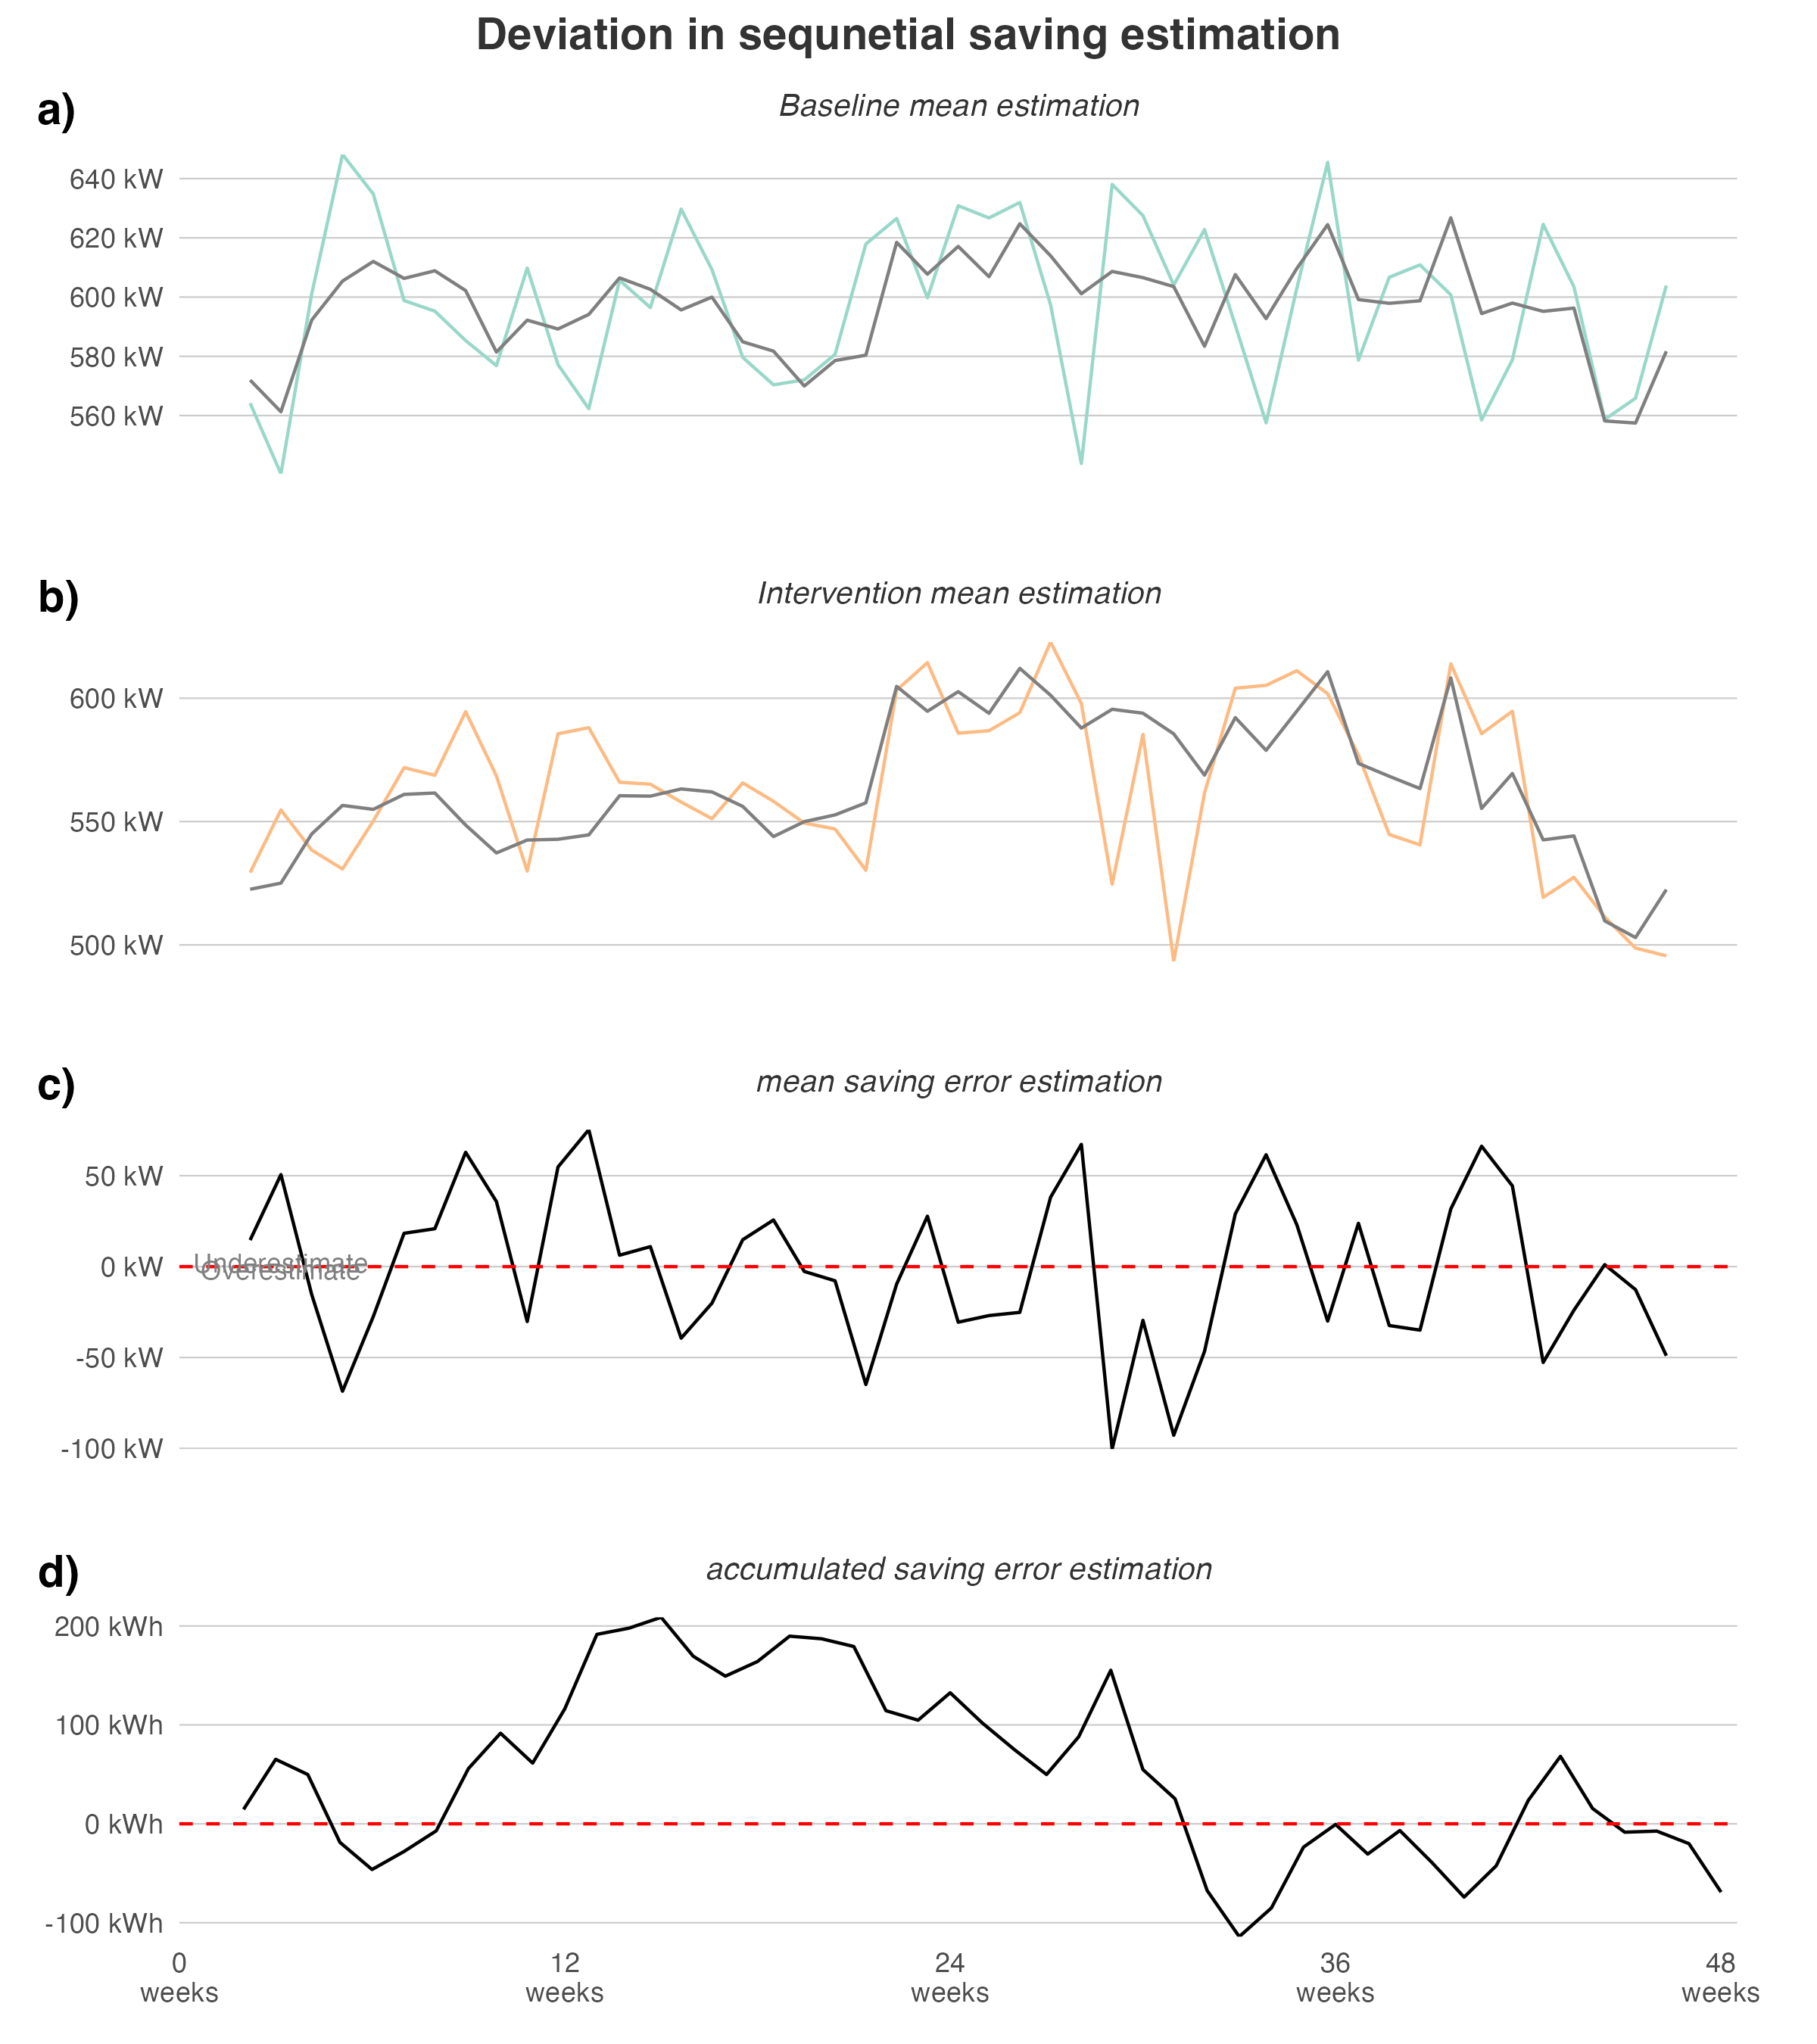 Deviation in sequnetial saving estimation
a)
Baseline mean estimation
640 kW
620 kW
600 kW
580 kW
560 kW
b)
Intervention mean estimation
600 kW
550 kW
500 kW
c)
mean saving error estimation
50 kW
Underestimate
0 kW
Overestimate
-50 kW
-100 kW
d)
accumulated saving error estimation
200 kWh
100 kWh
0 kWh
-100 kWh
0 12 24 36 48
weeks weeks weeks weeks weeks